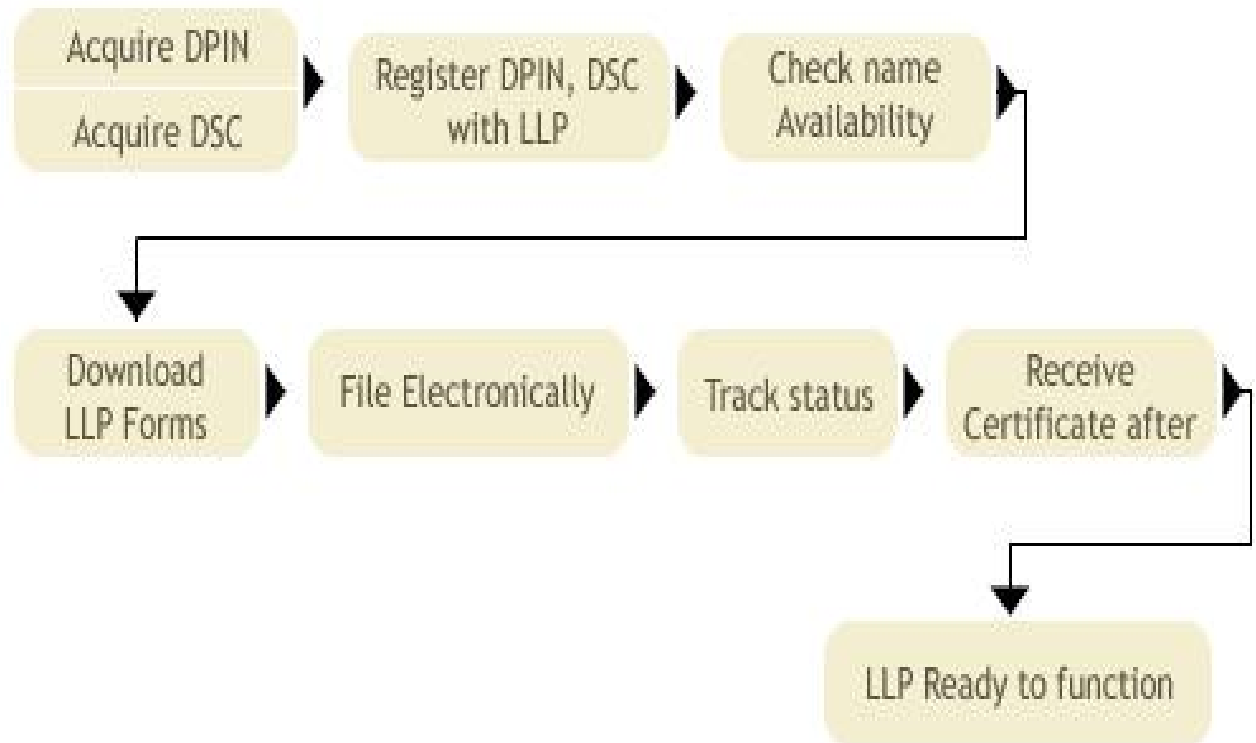 Acquire DPIN
Acquire DSC
Register DPIN, DSC
with LLP
Check name
Availability
Download
LLP Forms
File Electronically
Track status
Receive
Certificate after
LLP Ready to function